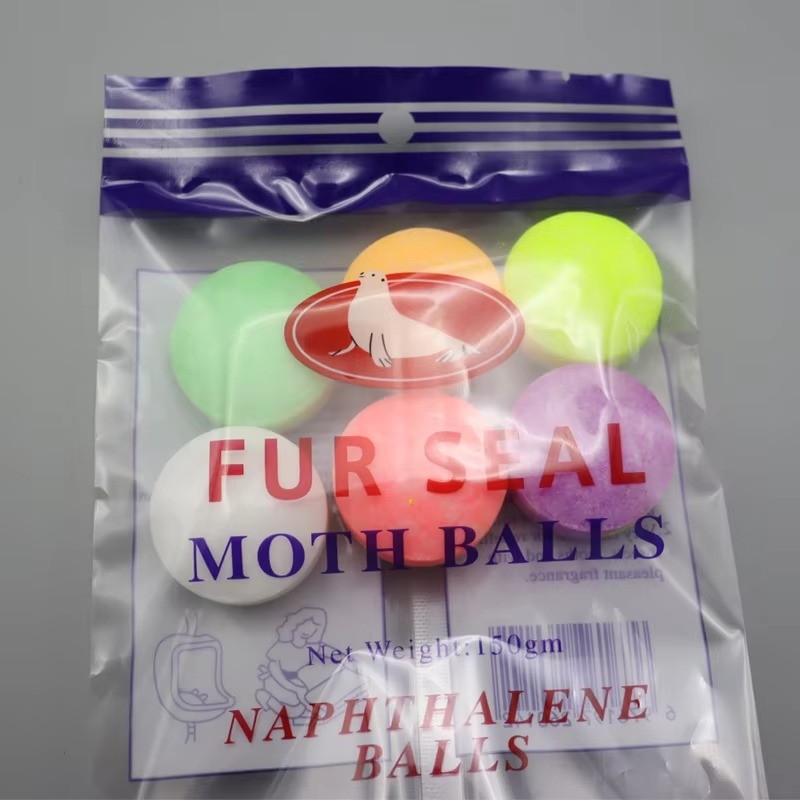 FUR SEAL
MOTH BALLS
pleasant fragrance.
Net Weight:150gm
NAPHTHALENE
BALLS